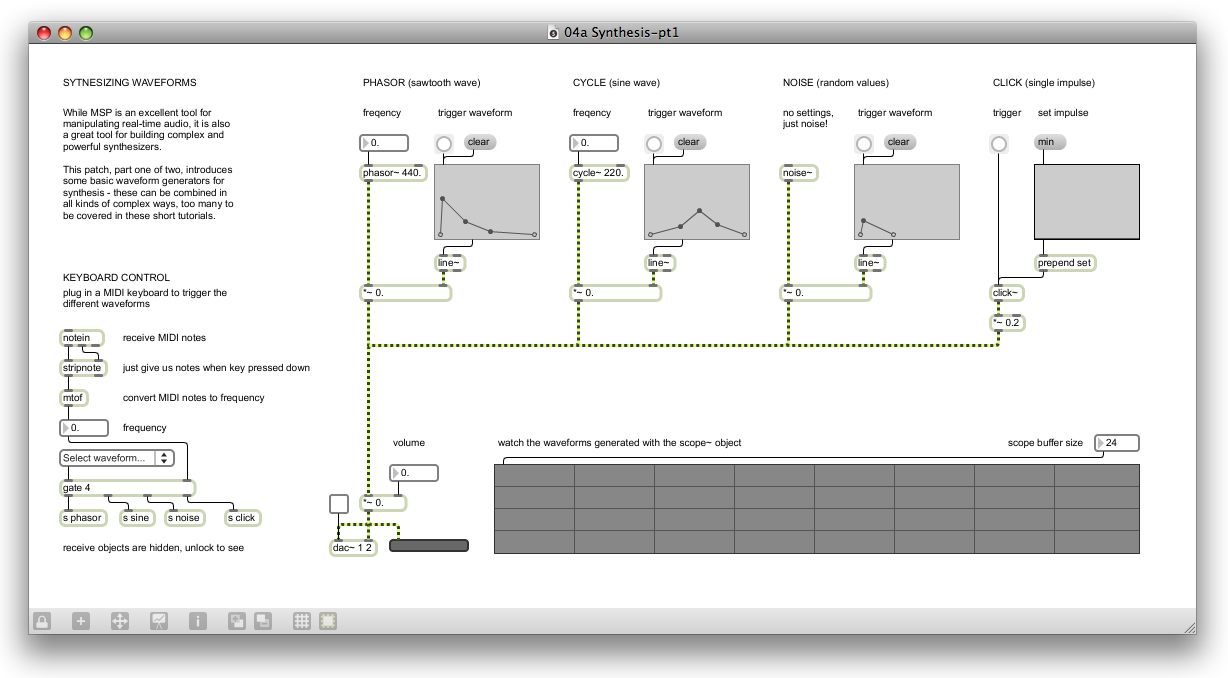 04a Synthesis-pt1
SYTNESIZING WAVEFORMS
While MSP is an excellent tool for
manipulating real-time audio, it is also
a great tool for building complex and
powerful synthesizers.
This patch, part one of two, introduces
some basic waveform generators for
synthesis - these can be combined in
all kinds of complex ways, too many to
be covered in these short tutorials.
KEYBOARD CONTROL
plug in a MIDI keyboard to trigger the
different waveforms
notein
receive MIDI notes
stripnote
just give us notes when key pressed down
mtof
convert MIDI notes to frequency
0.
frequency
Select waveform...
gate 4
s phasor
s sine
s noise
s click
receive objects are hidden, unlock to see
PHASOR (sawtooth wave)
freqency
trigger waveform
0.
clear
phasor~ 440.
line~
*~ 0.
CYCLE (sine wave)
freqency
trigger waveform
0.
clear
cycle~ 220.
line~
*~ 0.
NOISE (random values)
no settings,
just noise!
trigger waveform
clear
noise~
line~
*~ 0.
CLICK (single impulse)
trigger
set impulse
min
prepend set
click~
*~ 0.2
volume
0.
*~ 0.
dac~ 1 2
watch the waveforms generated with the scope~ object
scope buffer size
24